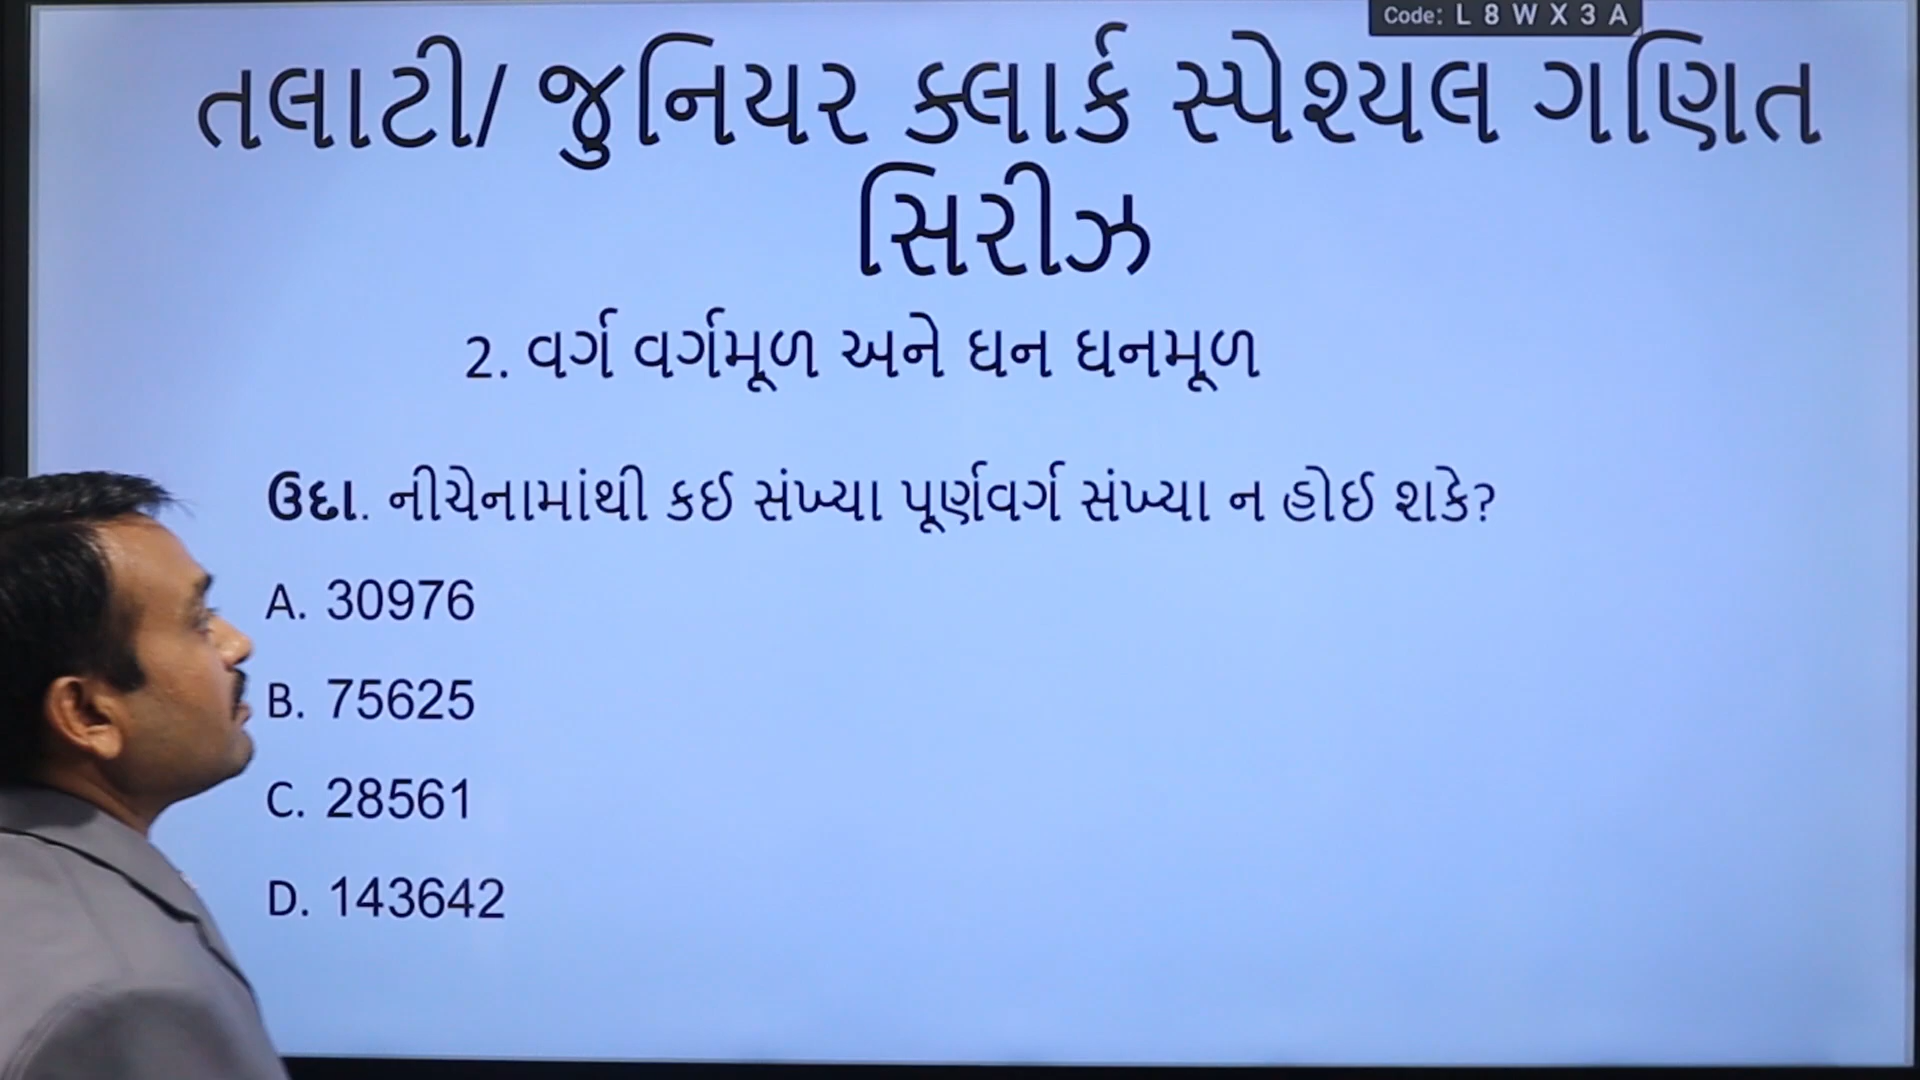 Code: L 8 W X 3 A
તલાટી/ જુનિયર ક્લાર્ક સ્પેશ્યલ ગણિત
સિરીઝ
2. વર્ગ વર્ગમૂળ અને ઘન ઘનમૂળ
ઉદા. નીચેનામાંથી કઈ સંખ્યા પૂર્ણવર્ગ સંખ્યા ન હોઈ શકે?
A. 30976
B. 75625
C. 28561
D. 143642